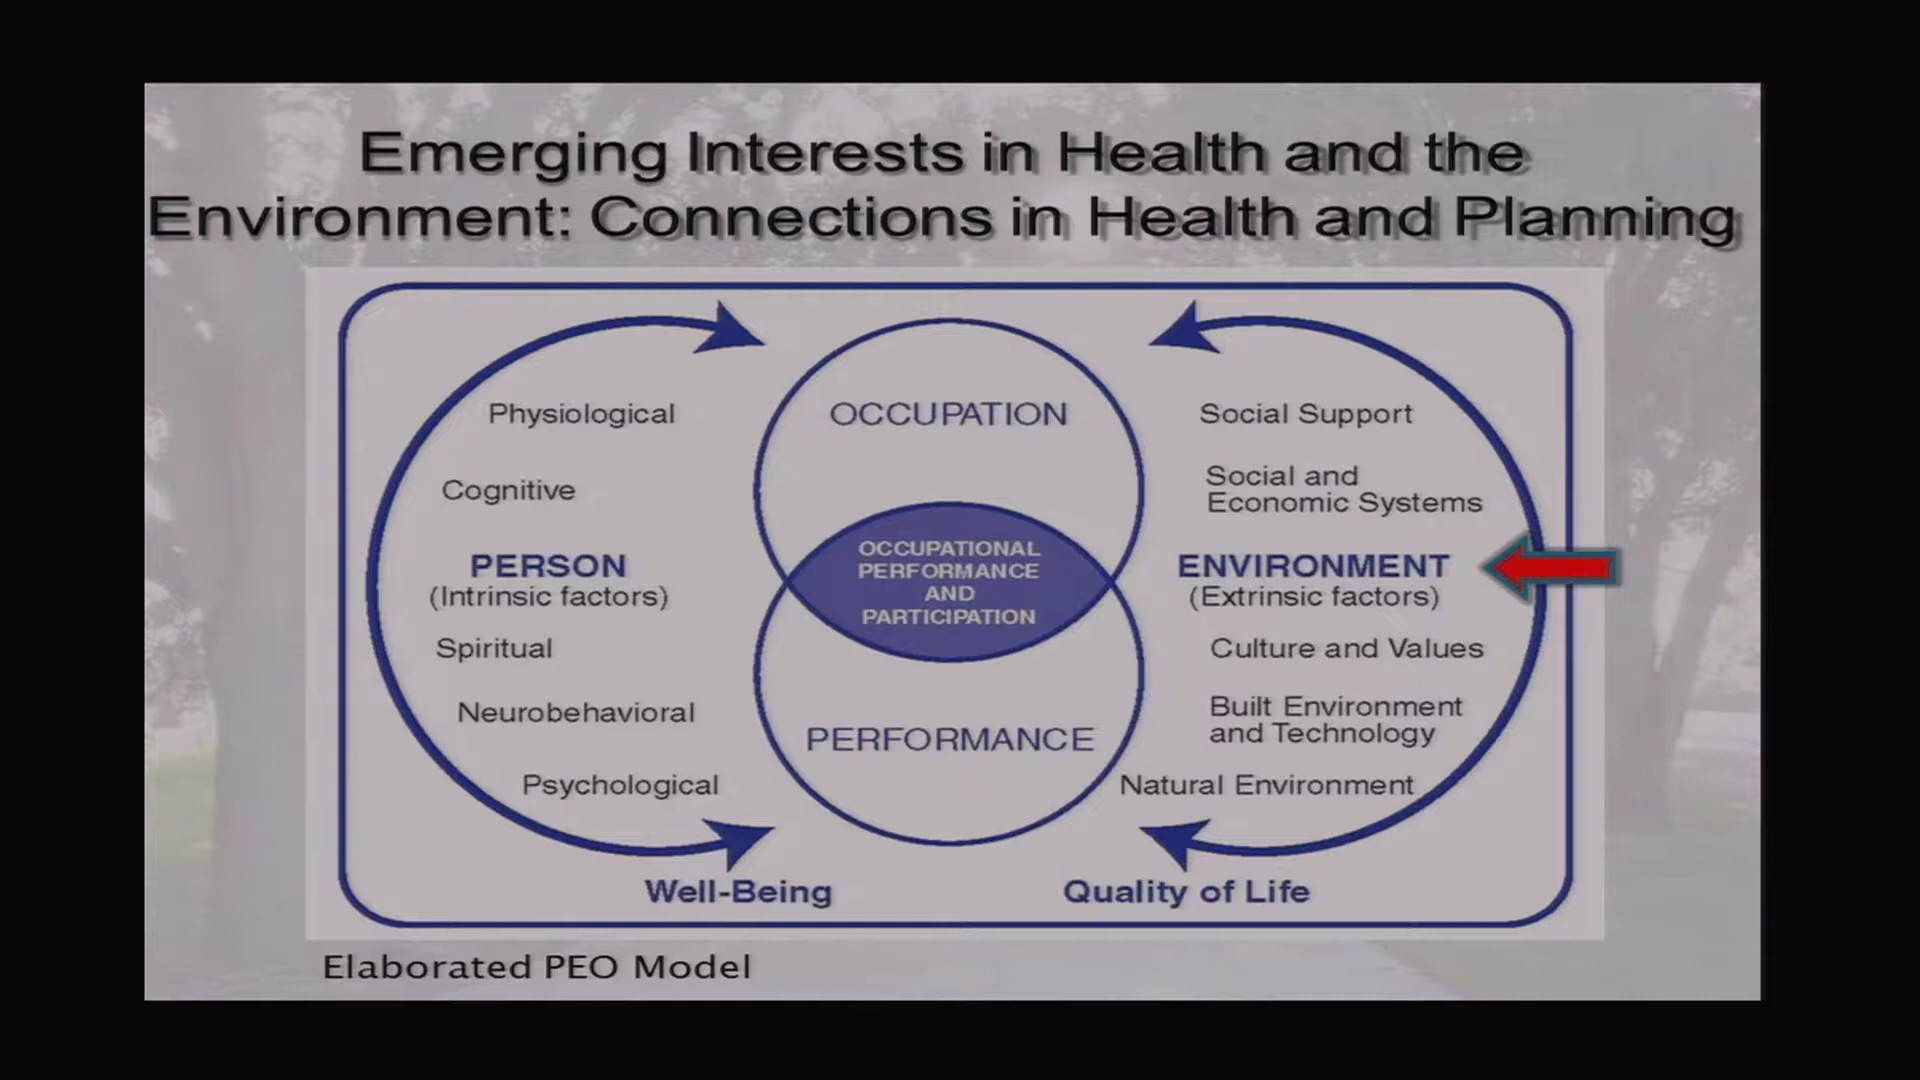 Emerging Interests in Health and the
Environment: Connections in Health and Planning
Physiological
Cognitive
PERSON
(Intrinsic factors)
Spiritual
Neurobehavioral
Psychological
OCCUPATION
OCCUPATIONAL
PERFORMANCE
AND
PARTICIPATION
PERFORMANCE
Social Support
Social and
Economic Systems
ENVIRONMENT
(Extrinsic factors)
Culture and Values
Built Environment
and Technology
Natural Environment
Well-Being
Quality of Life
Elaborated PEO Model